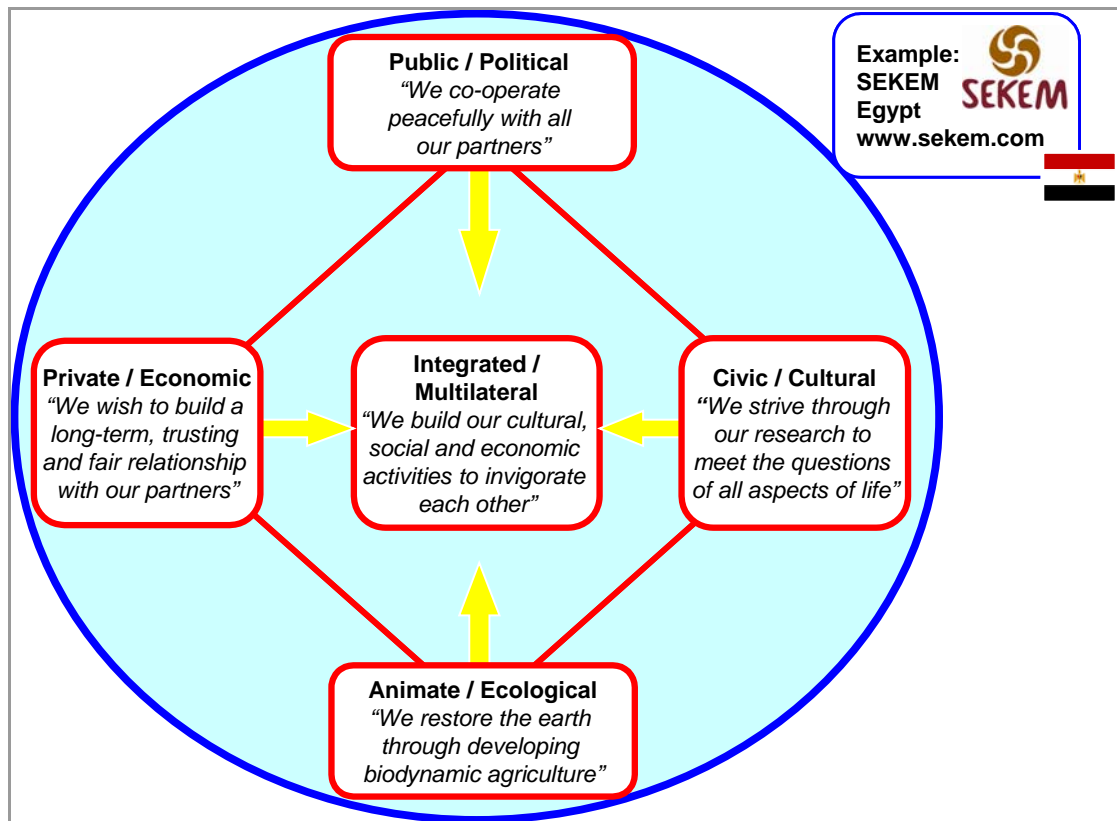 Public / Political
“We co-operate
peacefully with all
our partners”
Example:
SEKEM
Egypt
www.sekem.com
SEKEM
Private / Economic
“We wish to build a
long-term, trusting
and fair relationship
with our partners”
Integrated /
Multilateral
“We build our cultural,
social and economic
activities to invigorate
each other”
Civic / Cultural
“We strive through
our research to
meet the questions
of all aspects of life”
Animate / Ecological
“We restore the earth
through developing
biodynamic agriculture”